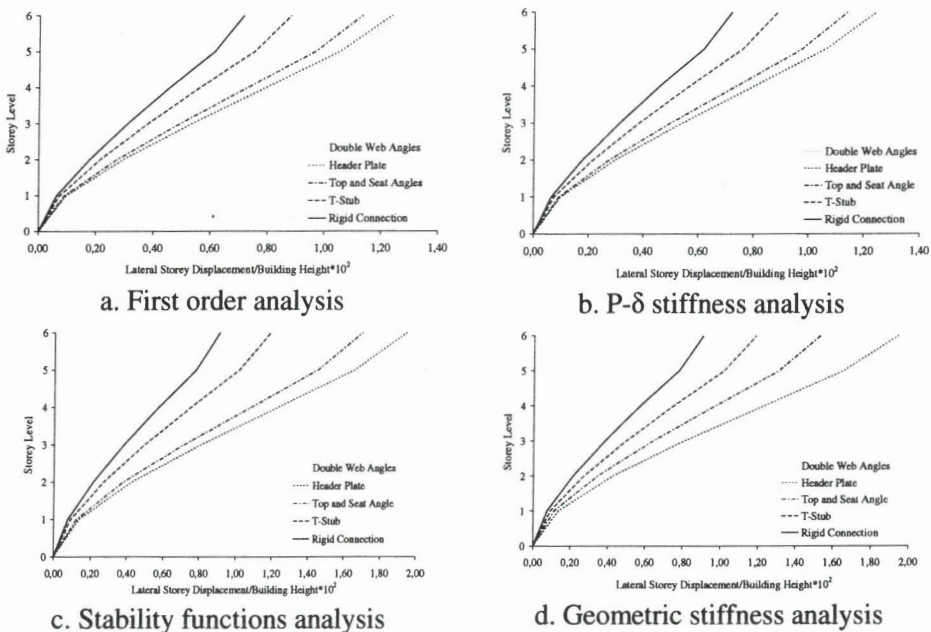 6
5
4
3
2
1
0
Storey Level
Double Web Angles
Header Plate
Top and Seat Angles
T-Stub
Rigid Connection
0,00 0,20 0,40 0,60 0,80 1,00 1,20 1,40
Lateral Storey Displacement/Building Height*10²
a. First order analysis
6
5
4
3
2
1
0
Storey Level
Double Web Angles
Header Plate
Top and Seat Angle
T-Stub
Rigid Connection
0,00 0,20 0,40 0,60 0,80 1,00 1,20 1,40
Lateral Storey Displacement/Building Height*10²
b. P-δ stiffness analysis
6
5
4
3
2
1
0
Storey Level
Double Web Angles
Header Plate
Top and Seat Angle
T-Stub
Rigid Connection
0,00 0,20 0,40 0,60 0,80 1,00 1,20 1,40 1,60 1,80 2,00
Lateral Storey Displacement/Building Height*10²
c. Stability functions analysis
6
5
4
3
2
1
0
Storey Level
Double Web Angles
Header Plate
Top and Seat Angle
T-Stub
Rigid Connection
0,00 0,20 0,40 0,60 0,80 1,00 1,20 1,40 1,60 1,80 2,00
Lateral Storey Displacement/Building Height*10²
d. Geometric stiffness analysis